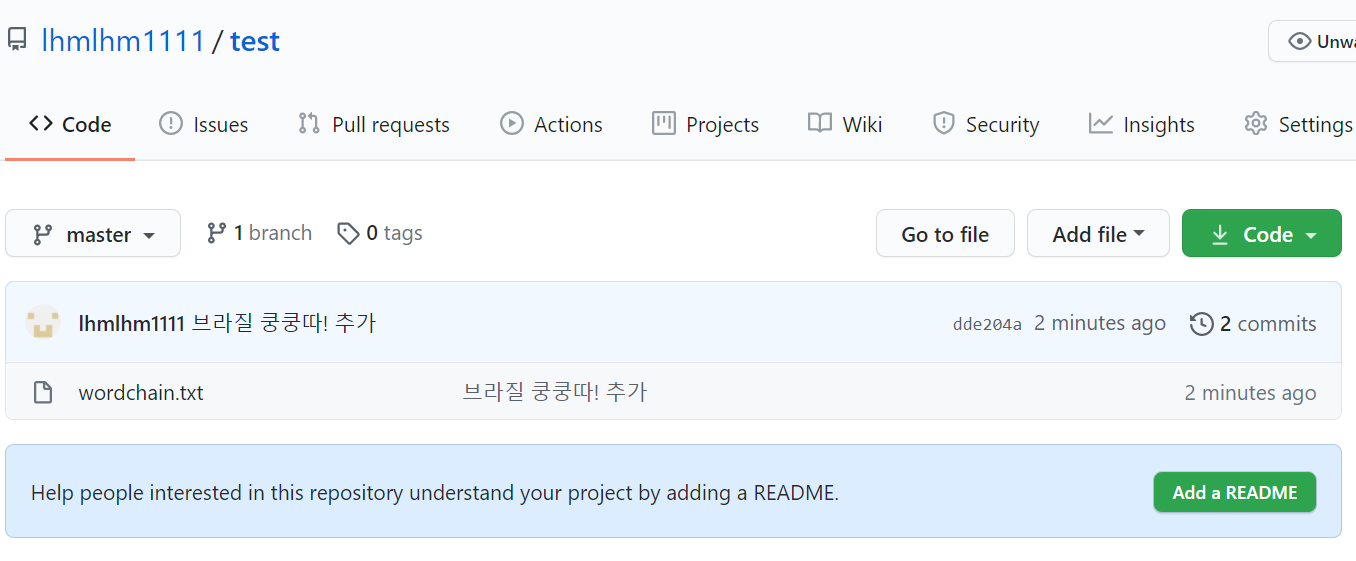 lhmlhm1111 / test
Unwa
Code Issues Pull requests Actions Projects Wiki Security Insights Settings
master 1 branch 0 tags Go to file Add file Code
lhmlhm1111 브라질 쿵쿵따! 추가 dde204a 2 minutes ago 2 commits
wordchain.txt 브라질 쿵쿵따! 추가 2 minutes ago
Help people interested in this repository understand your project by adding a README. Add a README